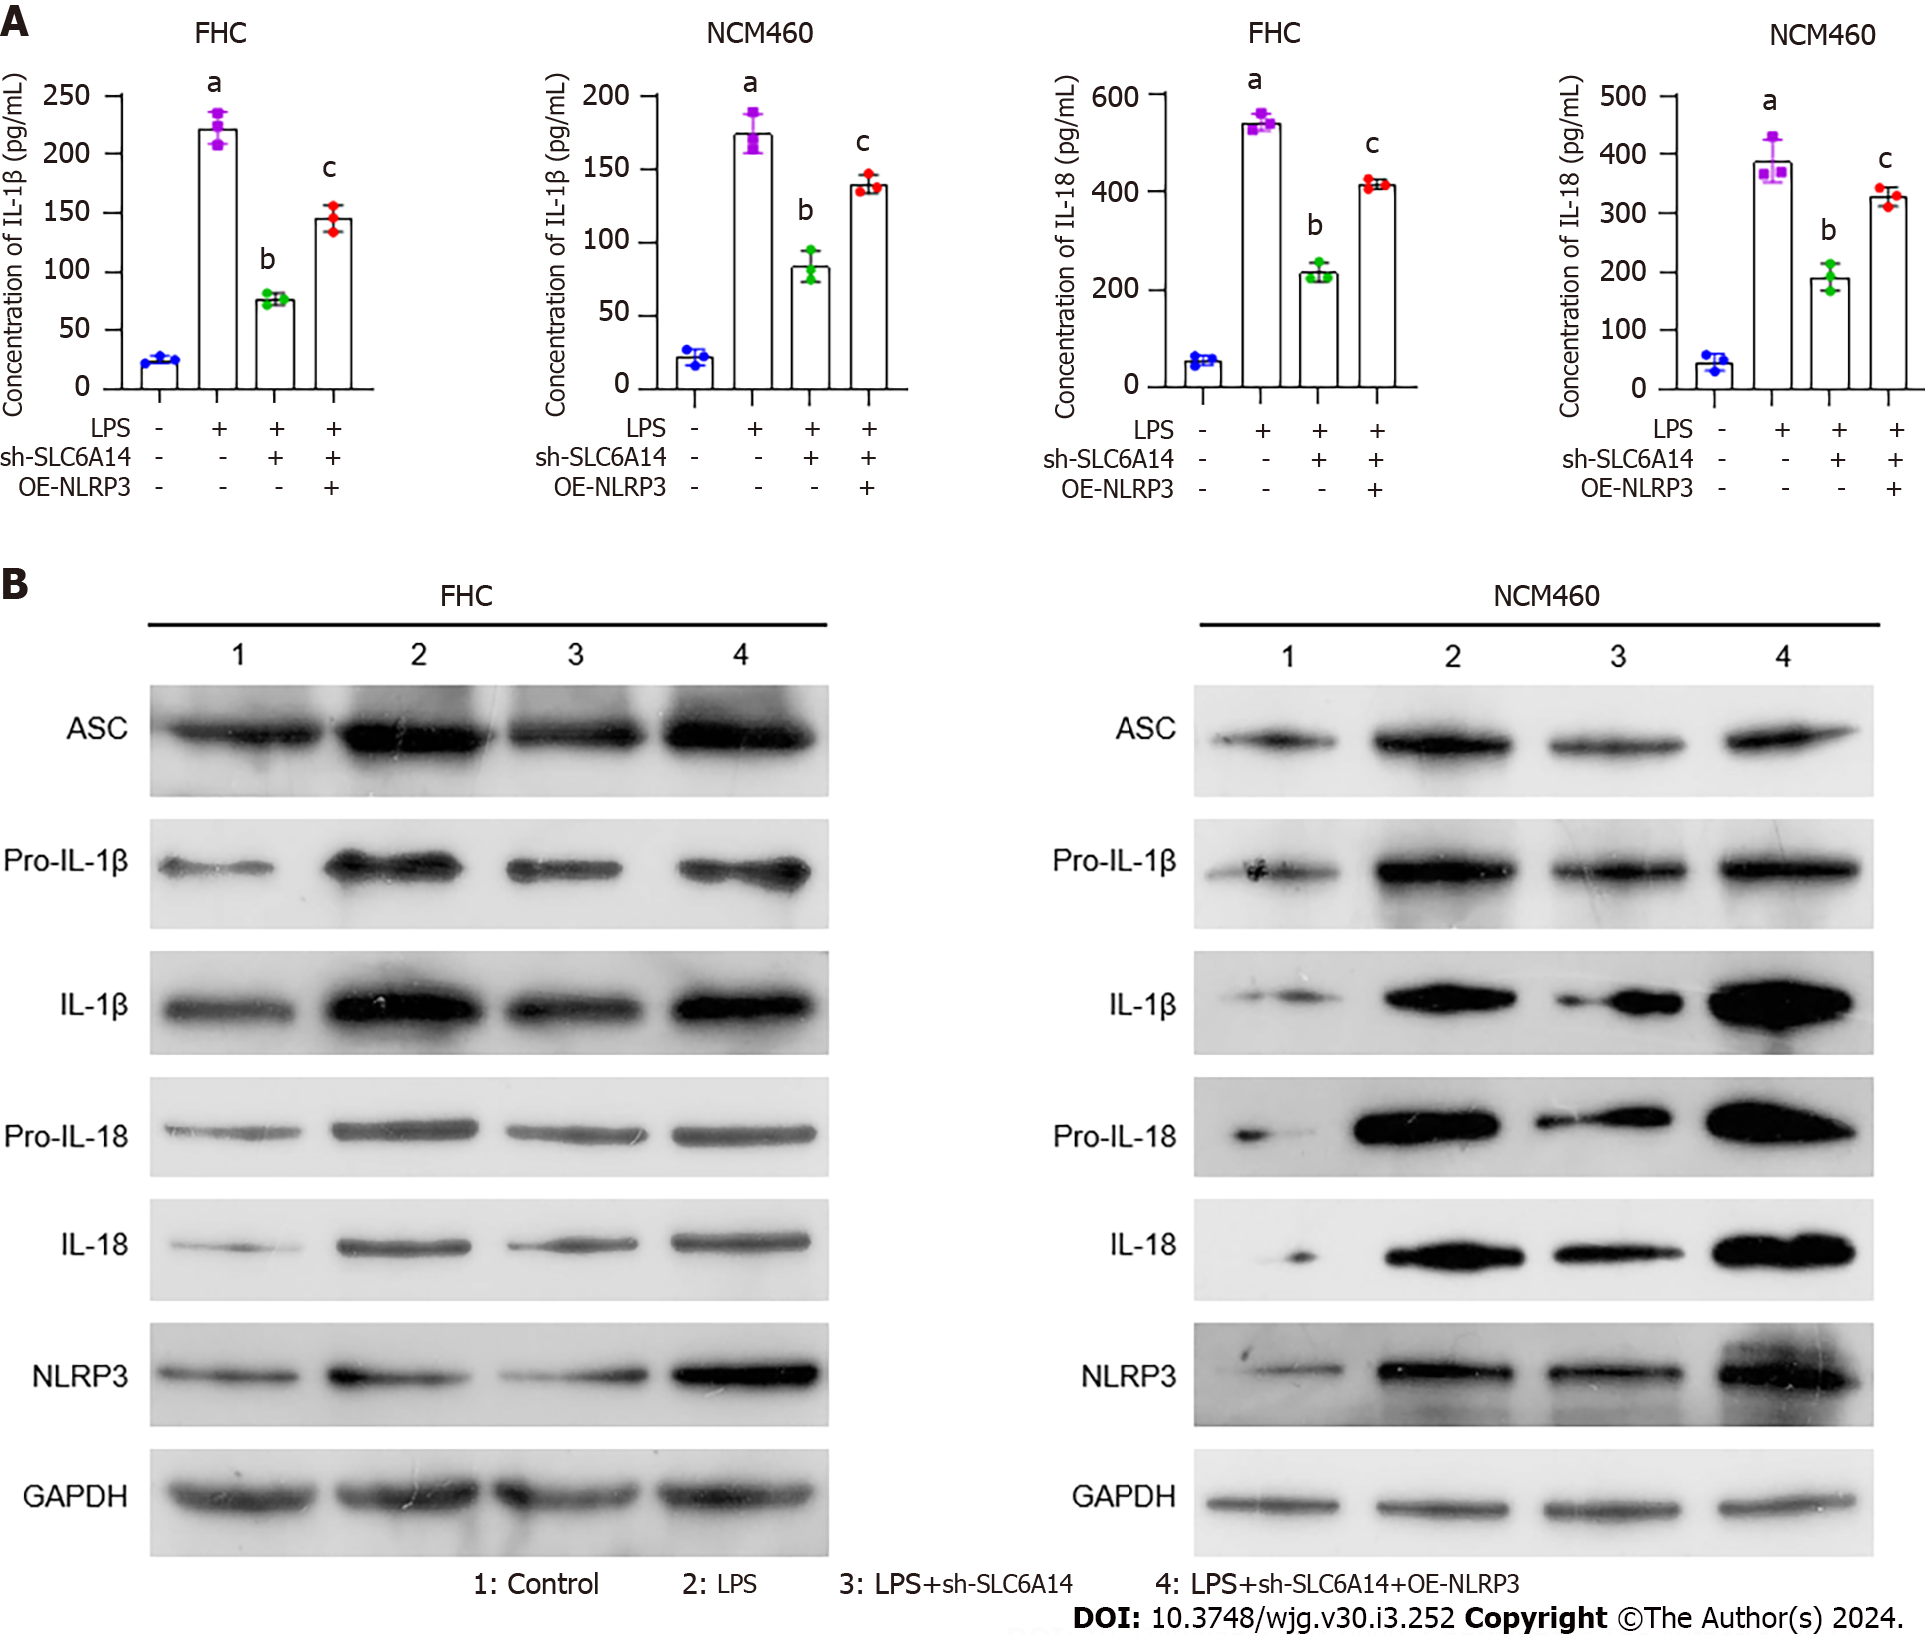 A
FHC
NCM460
FHC
NCM460
Concentration of IL-1β (pg/mL)
250
200
150
100
50
0
a
b
c
LPS - + + +
sh-SLC6A14 - - + +
OE-NLRP3 - - - +
Concentration of IL-1β (pg/mL)
200
150
100
50
0
a
b
c
LPS - + + +
sh-SLC6A14 - - + +
OE-NLRP3 - - - +
Concentration of IL-18 (pg/mL)
600
400
200
0
a
b
c
LPS - + + +
sh-SLC6A14 - - + +
OE-NLRP3 - - - +
Concentration of IL-18 (pg/mL)
500
400
300
200
100
0
a
b
c
LPS - + + +
sh-SLC6A14 - - + +
OE-NLRP3 - - - +
B
FHC
1 2 3 4
ASC
Pro-IL-1β
IL-1β
Pro-IL-18
IL-18
NLRP3
GAPDH
NCM460
1 2 3 4
ASC
Pro-IL-1β
IL-1β
Pro-IL-18
IL-18
NLRP3
GAPDH
1: Control 2: LPS 3: LPS+sh-SLC6A14 4: LPS+sh-SLC6A14+OE-NLRP3
DOI: 10.3748/wjg.v30.i3.252 Copyright ©The Author(s) 2024.